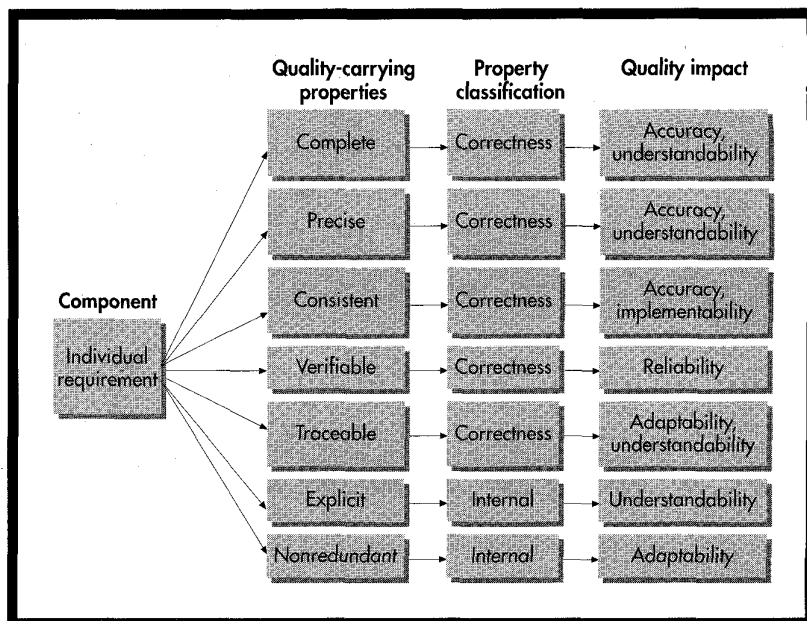 Quality-carrying
properties
Property
classification
Quality impact
Complete
Correctness
Accuracy,
understandability
Precise
Correctness
Accuracy,
understandability
Component
Individual
requirement
Consistent
Correctness
Accuracy,
implementability
Verifiable
Correctness
Reliability
Traceable
Correctness
Adaptability,
understandability
Explicit
Internal
Understandability
Nonredundant
Internal
Adaptability